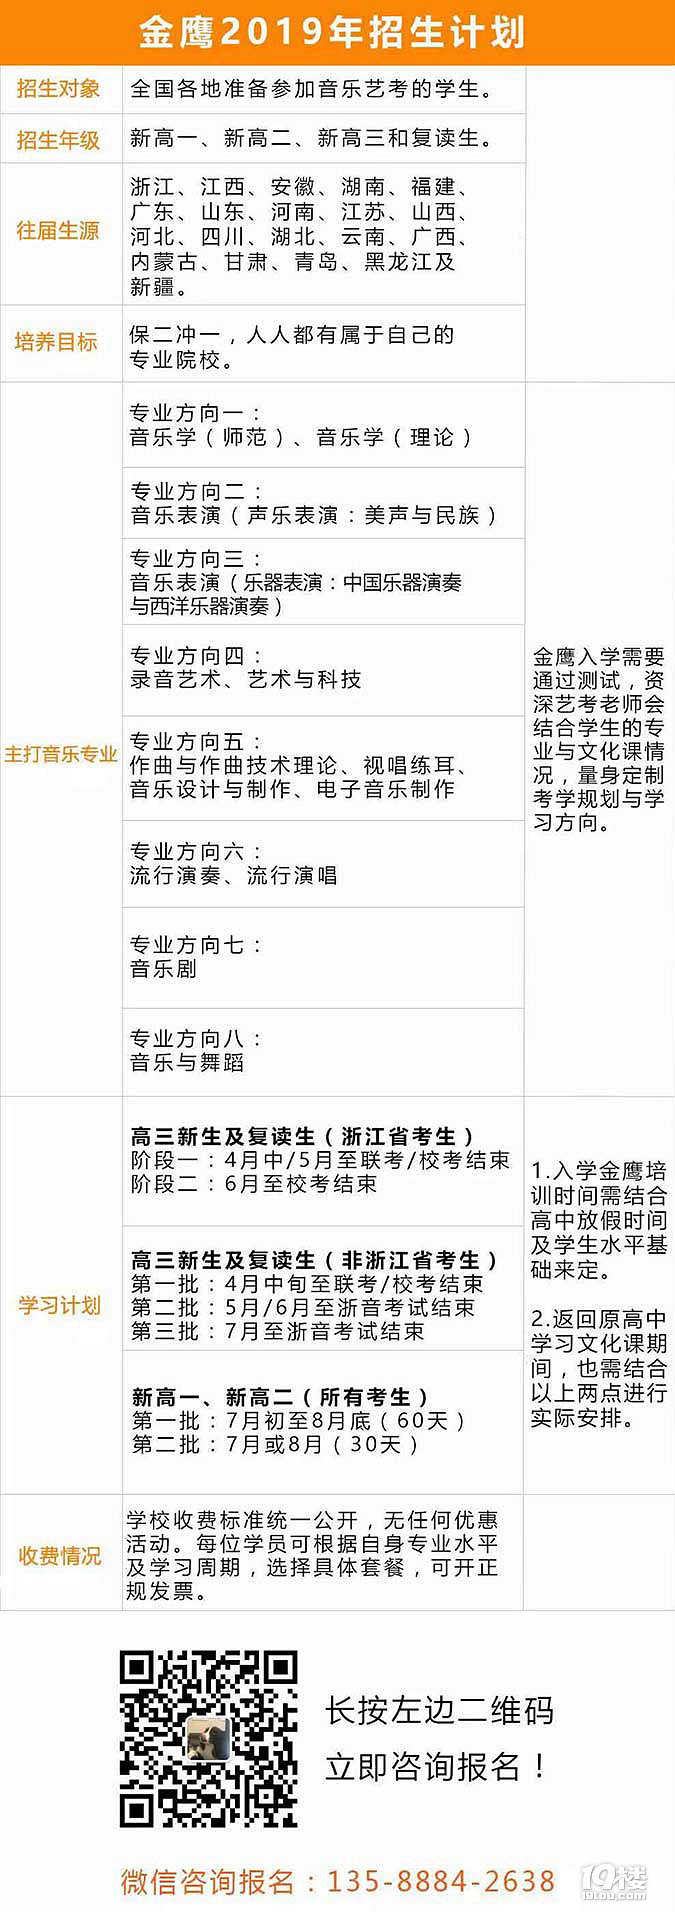 金鹰2019年招生计划
招生对象
全国各地准备参加音乐艺考的学生。
招生年级
新高一、新高二、新高三和复读生。
往届生源
浙江、江西、安徽、湖南、福建、
广东、山东、河南、江苏、山西、
河北、四川、湖北、云南、广西、
内蒙古、甘肃、青岛、黑龙江及
新疆。
培养目标
保二冲一，人人都有属于自己的
专业院校。
主打音乐专业
专业方向一：
音乐学（师范）、音乐学（理论）
专业方向二：
音乐表演（声乐表演：美声与民族）
专业方向三：
音乐表演（乐器表演：中国乐器演奏
与西洋乐器演奏）
专业方向四：
录音艺术、艺术与科技
专业方向五：
作曲与作曲技术理论、视唱练耳、
音乐设计与制作、电子音乐制作
专业方向六：
流行演奏、流行演唱
专业方向七：
音乐剧
专业方向八：
音乐与舞蹈
金鹰入学需要
通过测试，资
深艺考老师会
结合学生的专
业与文化课情
况，量身定制
考学规划与学
习方向。
学习计划
高三新生及复读生（浙江省考生）
阶段一：4月中/5月至联考/校考结束
阶段二：6月至校考结束
高三新生及复读生（非浙江省考生）
第一批：4月中旬至联考/校考结束
第二批：5月/6月至浙音考试结束
第三批：7月至浙音考试结束
新高一、新高二（所有考生）
第一批：7月初至8月底（60天）
第二批：7月或8月（30天）
1.入学金鹰培
训时间需结合
高中放假时间
及学生水平基
础来定。
2.返回原高中
学习文化课期
间，也需结合
以上两点进行
实际安排。
收费情况
学校收费标准统一公开，无任何优惠
活动。每位学员可根据自身专业水平
及学习周期，选择具体套餐，可开正
规发票。
长按左边二维码
立即咨询报名！
微信咨询报名：135-8884-2638
19楼
19lou.com